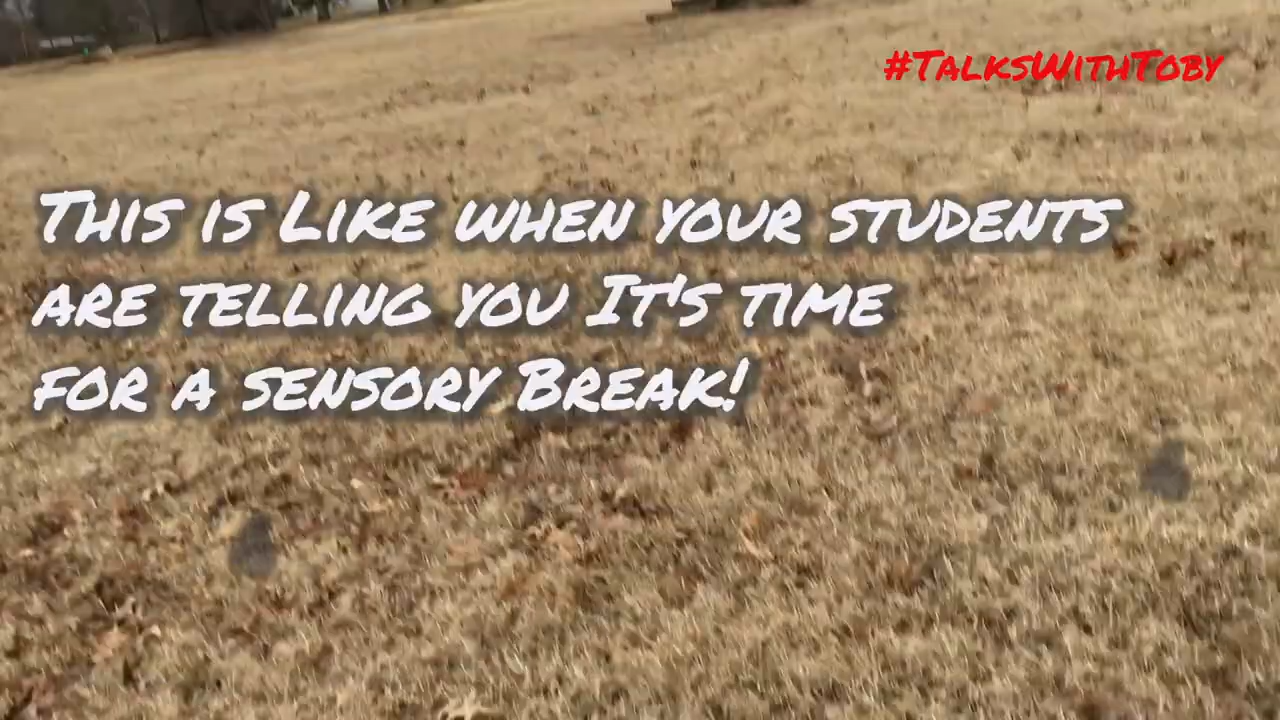 #TalksWithToby
This is Like when your students
are telling you It's time
for a sensory Break!